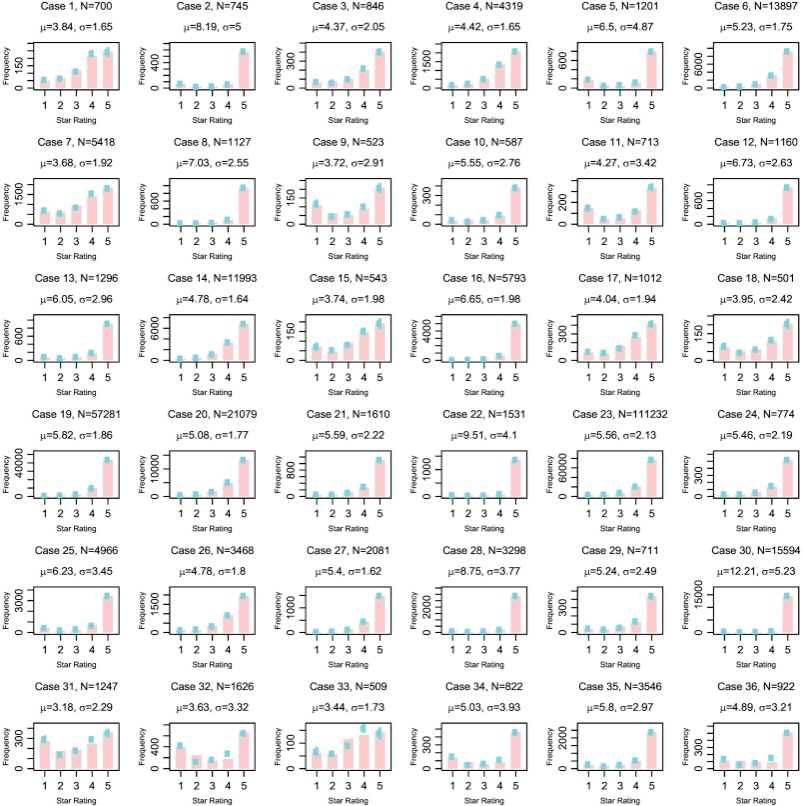 Case 1, N=700
μ=3.84, σ=1.65
Frequency
0 150
1 2 3 4 5
Star Rating
Case 2, N=745
μ=8.19, σ=5
Frequency
0 400
1 2 3 4 5
Star Rating
Case 3, N=846
μ=4.37, σ=2.05
Frequency
0 300
1 2 3 4 5
Star Rating
Case 4, N=4319
μ=4.42, σ=1.65
Frequency
0 1500
1 2 3 4 5
Star Rating
Case 5, N=1201
μ=6.5, σ=4.87
Frequency
0 600
1 2 3 4 5
Star Rating
Case 6, N=13897
μ=5.23, σ=1.75
Frequency
0 6000
1 2 3 4 5
Star Rating
Case 7, N=5418
μ=3.68, σ=1.92
Frequency
0 1500
1 2 3 4 5
Star Rating
Case 8, N=1127
μ=7.03, σ=2.55
Frequency
0 600
1 2 3 4 5
Star Rating
Case 9, N=523
μ=3.72, σ=2.91
Frequency
0 150
1 2 3 4 5
Star Rating
Case 10, N=587
μ=5.55, σ=2.76
Frequency
0 300
1 2 3 4 5
Star Rating
Case 11, N=713
μ=4.27, σ=3.42
Frequency
0 200
1 2 3 4 5
Star Rating
Case 12, N=1160
μ=6.73, σ=2.63
Frequency
0 600
1 2 3 4 5
Star Rating
Case 13, N=1296
μ=6.05, σ=2.96
Frequency
0 600
1 2 3 4 5
Star Rating
Case 14, N=11993
μ=4.78, σ=1.64
Frequency
0 6000
1 2 3 4 5
Star Rating
Case 15, N=543
μ=3.74, σ=1.98
Frequency
0 150
1 2 3 4 5
Star Rating
Case 16, N=5793
μ=6.65, σ=1.98
Frequency
0 4000
1 2 3 4 5
Star Rating
Case 17, N=1012
μ=4.04, σ=1.94
Frequency
0 300
1 2 3 4 5
Star Rating
Case 18, N=501
μ=3.95, σ=2.42
Frequency
0 150
1 2 3 4 5
Star Rating
Case 19, N=57281
μ=5.82, σ=1.86
Frequency
0 40000
1 2 3 4 5
Star Rating
Case 20, N=21079
μ=5.08, σ=1.77
Frequency
0 10000
1 2 3 4 5
Star Rating
Case 21, N=1610
μ=5.59, σ=2.22
Frequency
0 800
1 2 3 4 5
Star Rating
Case 22, N=1531
μ=9.51, σ=4.1
Frequency
0 1000
1 2 3 4 5
Star Rating
Case 23, N=111232
μ=5.56, σ=2.13
Frequency
0 60000
1 2 3 4 5
Star Rating
Case 24, N=774
μ=5.46, σ=2.19
Frequency
0 300
1 2 3 4 5
Star Rating
Case 25, N=4966
μ=6.23, σ=3.45
Frequency
0 3000
1 2 3 4 5
Star Rating
Case 26, N=3468
μ=4.78, σ=1.8
Frequency
0 1500
1 2 3 4 5
Star Rating
Case 27, N=2081
μ=5.4, σ=1.62
Frequency
0 1000
1 2 3 4 5
Star Rating
Case 28, N=3298
μ=8.75, σ=3.77
Frequency
0 2000
1 2 3 4 5
Star Rating
Case 29, N=711
μ=5.24, σ=2.49
Frequency
0 300
1 2 3 4 5
Star Rating
Case 30, N=15594
μ=12.21, σ=5.23
Frequency
0 15000
1 2 3 4 5
Star Rating
Case 31, N=1247
μ=3.18, σ=2.29
Frequency
0 300
1 2 3 4 5
Star Rating
Case 32, N=1626
μ=3.63, σ=3.32
Frequency
0 400
1 2 3 4 5
Star Rating
Case 33, N=509
μ=3.44, σ=1.73
Frequency
0 100
1 2 3 4 5
Star Rating
Case 34, N=822
μ=5.03, σ=3.93
Frequency
0 300
1 2 3 4 5
Star Rating
Case 35, N=3546
μ=5.8, σ=2.97
Frequency
0 2000
1 2 3 4 5
Star Rating
Case 36, N=922
μ=4.89, σ=3.21
Frequency
0 300
1 2 3 4 5
Star Rating